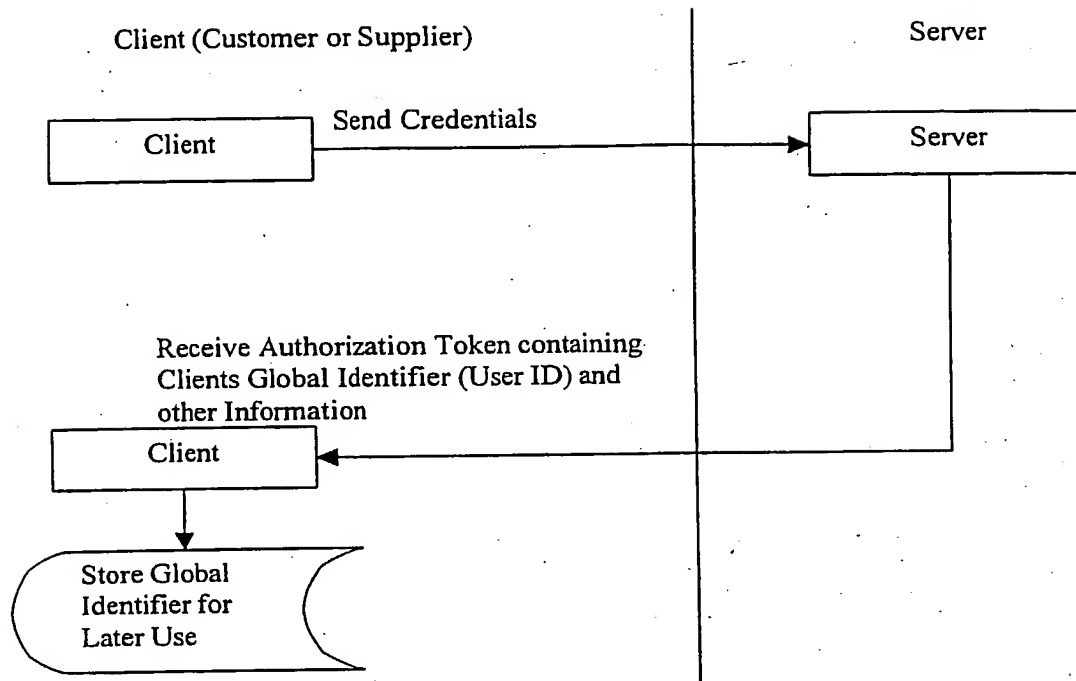 Client (Customer or Supplier)
Server
Send Credentials
Client
Server
Receive Authorization Token containing
Clients Global Identifier (User ID) and
other Information
Client
Store Global
Identifier for
Later Use